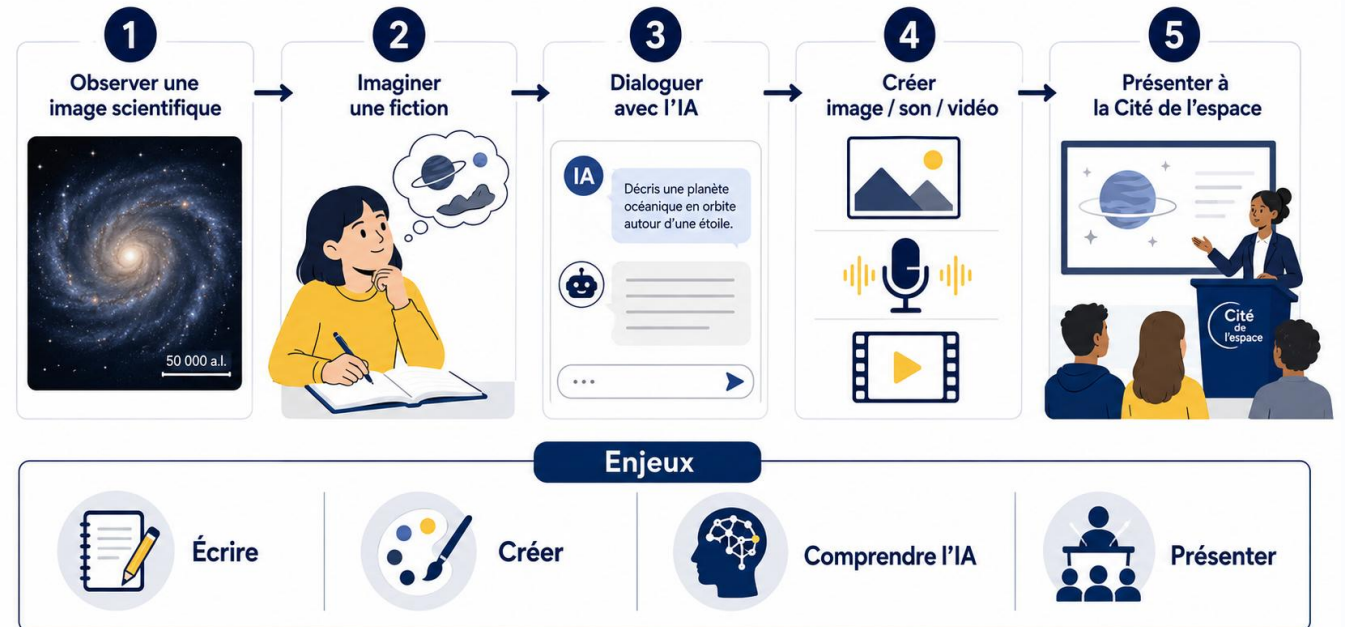 1
Observer une
image scientifique
50 000 a.l.
2
Imaginer
une fiction
3
Dialoguer
avec l'IA
IA
Décris une planète
océanique en orbite
autour d'une étoile.
...
4
Créer
image / son / vidéo
5
Présenter à
la Cité de l'espace
Cité
de
l'espace
Enjeux
Écrire
Créer
Comprendre l'IA
Présenter